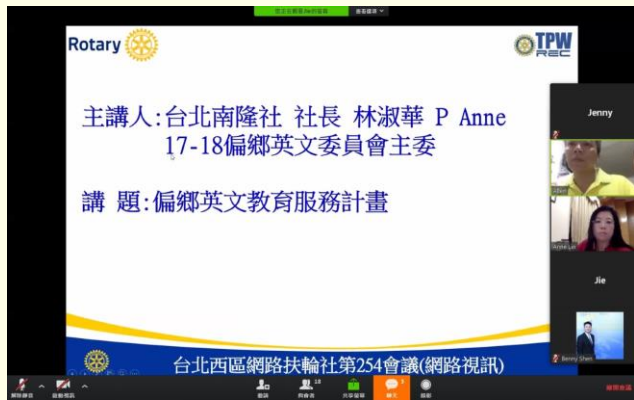 Rotary
TPW
REC
主講人:台北南隆社 社長 林淑華 P Anne
17-18偏鄉英文委員會主委
講 題:偏鄉英文教育服務計畫
台北西區網路扶輪社第254會議(網路視訊)
Jenny
Jie
Benny Shen
18